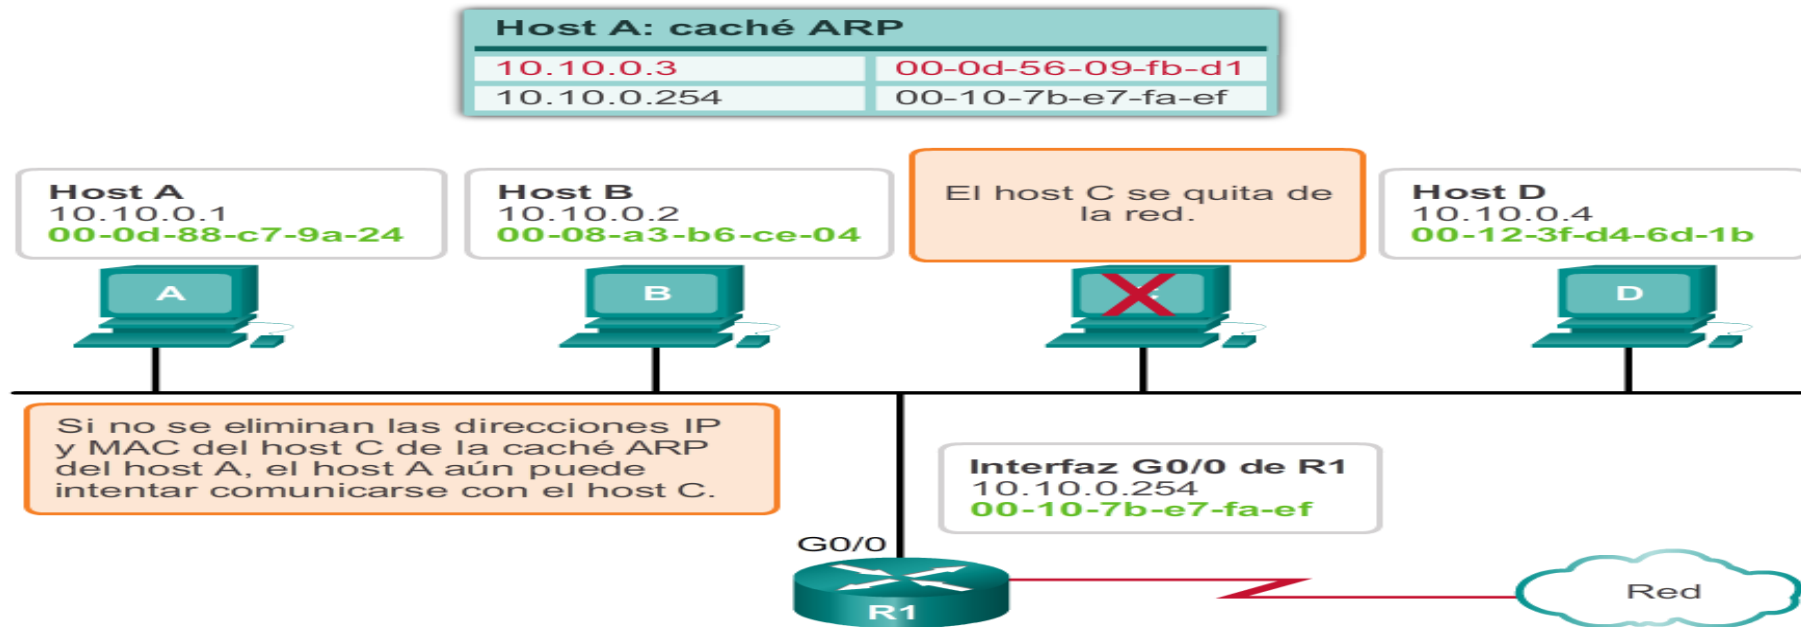 Host A: caché ARP
10.10.0.3 00-0d-56-09-fb-d1
10.10.0.254 00-10-7b-e7-fa-ef
Host A
10.10.0.1
00-0d-88-c7-9a-24
Host B
10.10.0.2
00-08-a3-b6-ce-04
El host C se quita de
la red.
Host D
10.10.0.4
00-12-3f-d4-6d-1b
A
B
D
Si no se eliminan las direcciones IP
y MAC del host C de la caché ARP
del host A, el host A aún puede
intentar comunicarse con el host C.
Interfaz G0/0 de R1
10.10.0.254
00-10-7b-e7-fa-ef
G0/0
R1
Red